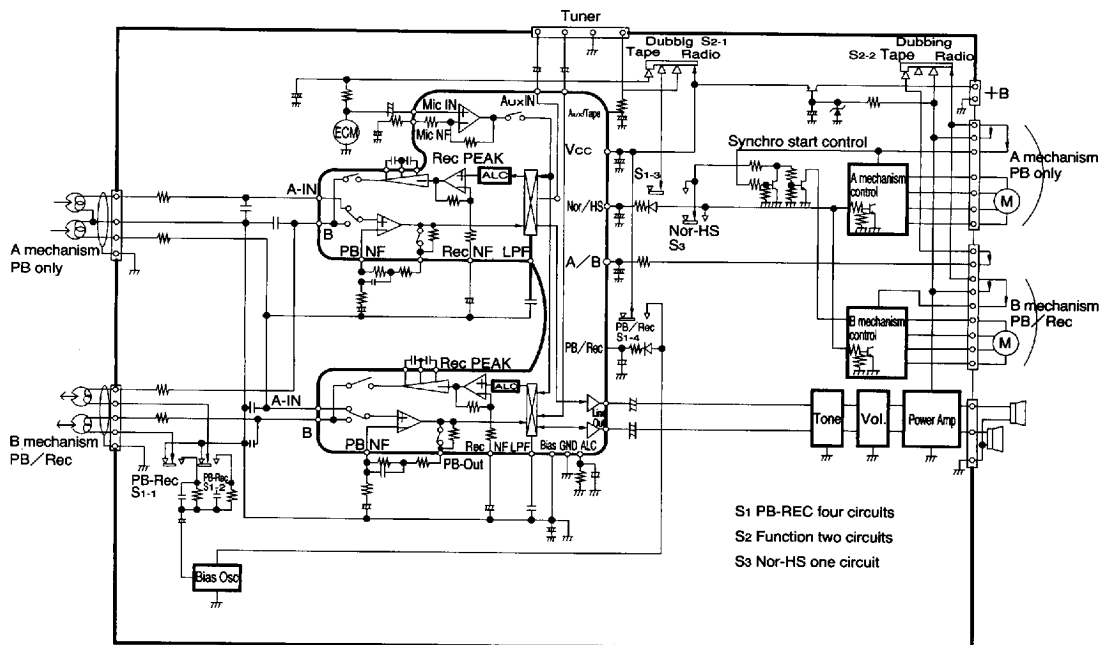 Tuner
Dubbig S2-1
Tape Radio
Dubbing
S2-2 Tape Radio
+B
Mic IN
AuxIN
Aux/Tape
ECM
Mic NF
Vcc
Synchro start control
Rec PEAK
ALC
S1-3
A mechanism
PB only
A-IN
A mechanism
control
M
Nor/HS
B
Nor-HS
S3
PB NF
Rec NF LPF
A/B
A mechanism
PB only
B mechanism
PB/Rec
PB/Rec
S1-4
B mechanism
control
M
PB/Rec
Rec PEAK
ALC
A-IN
Line
Out
B
Tone
Vol.
Power Amp
PB NF
Rec NF LPF
Bias GND ALC
B mechanism
PB/Rec
PB-Out
PB-Rec
S1-1
PB-Rec
S1-2
S1 PB-REC four circuits
S2 Function two circuits
S3 Nor-HS one circuit
Bias Osc